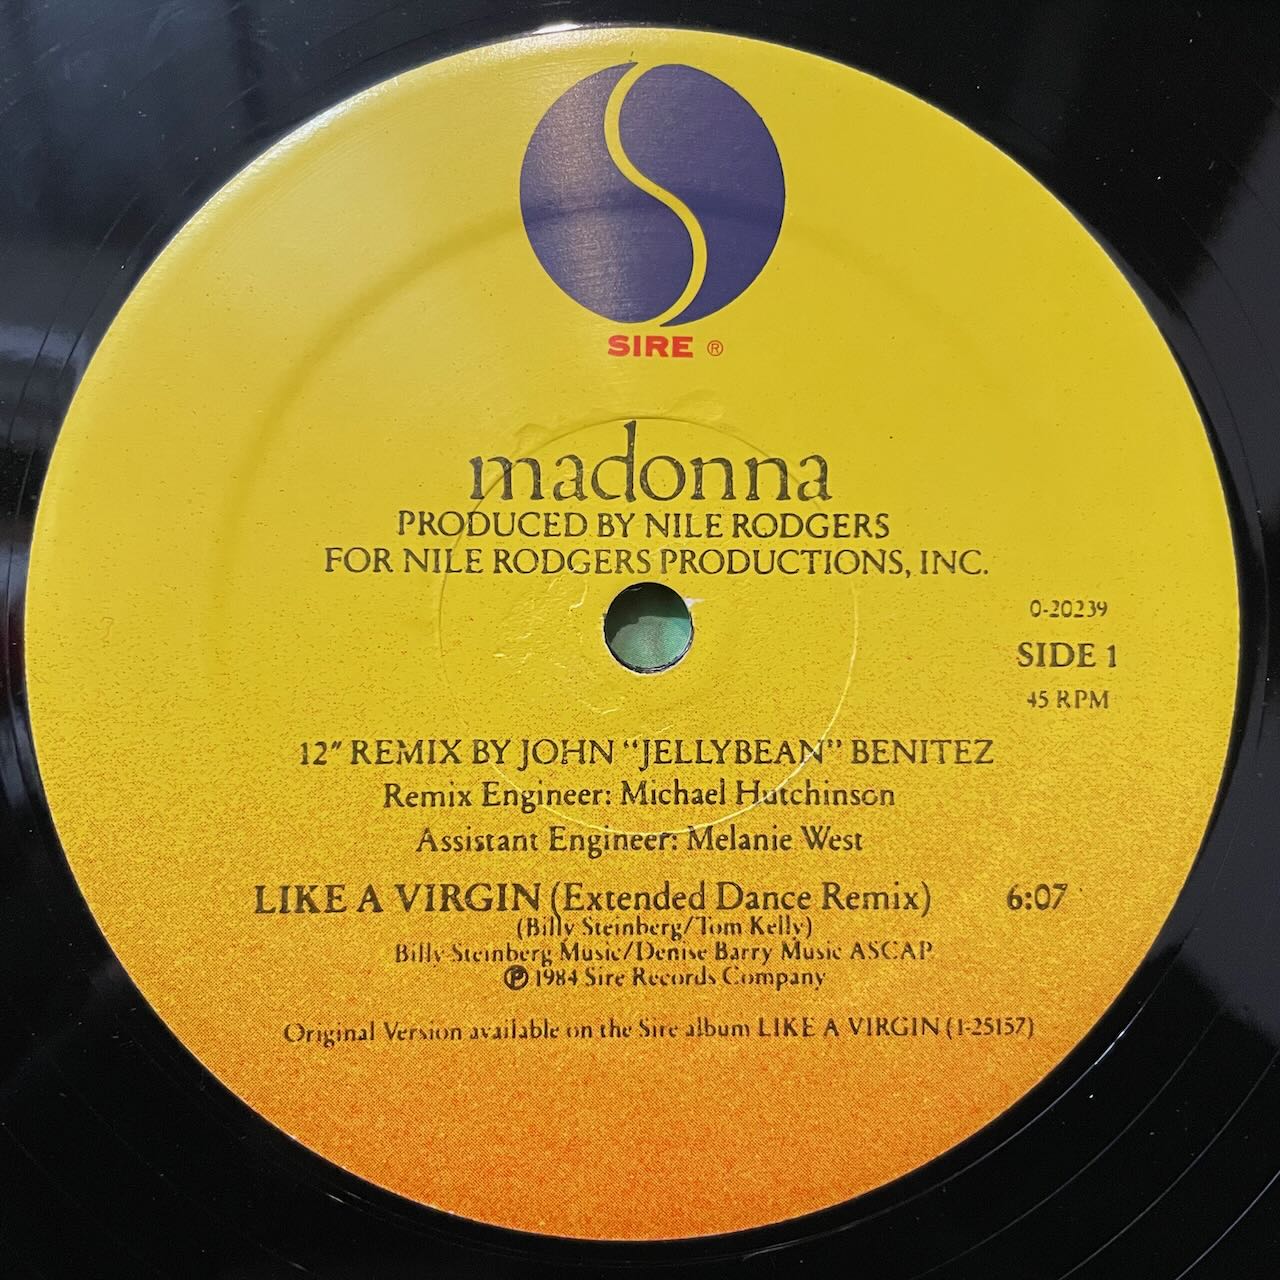 SIRE ®
madonna
PRODUCED BY NILE RODGERS
FOR NILE RODGERS PRODUCTIONS, INC.
0-20239
SIDE 1
45 RPM
12" REMIX BY JOHN "JELLYBEAN" BENITEZ
Remix Engineer: Michael Hutchinson
Assistant Engineer: Melanie West
LIKE A VIRGIN (Extended Dance Remix) 6:07
(Billy Steinberg/Tom Kelly)
Billy Steinberg Music/Denise Barry Music ASCAP
℗ 1984 Sire Records Company
Original Version available on the Sire album LIKE A VIRGIN (1-25157)